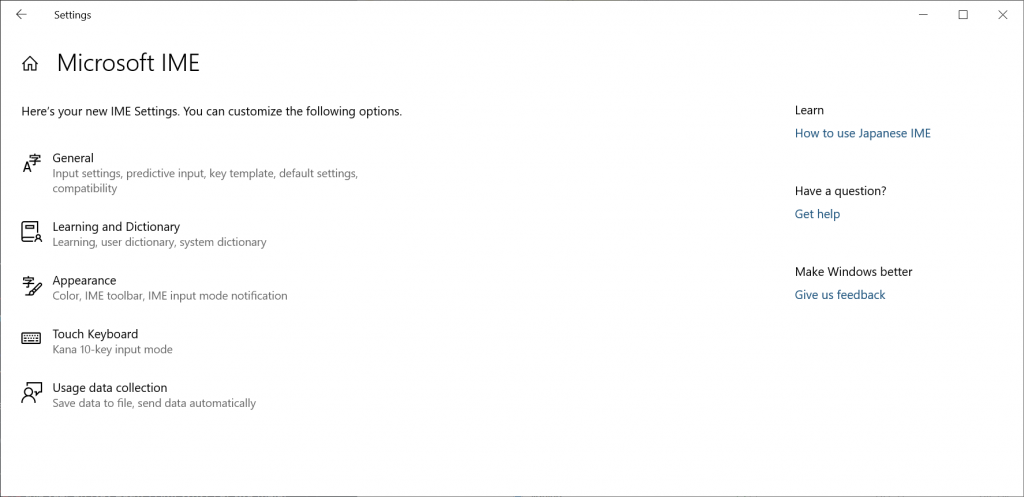 Settings
Microsoft IME
Here's your new IME Settings. You can customize the following options.
General
Input settings, predictive input, key template, default settings,
compatibility
Learning and Dictionary
Learning, user dictionary, system dictionary
Appearance
Color, IME toolbar, IME input mode notification
Touch Keyboard
Kana 10-key input mode
Usage data collection
Save data to file, send data automatically
Learn
How to use Japanese IME
Have a question?
Get help
Make Windows better
Give us feedback